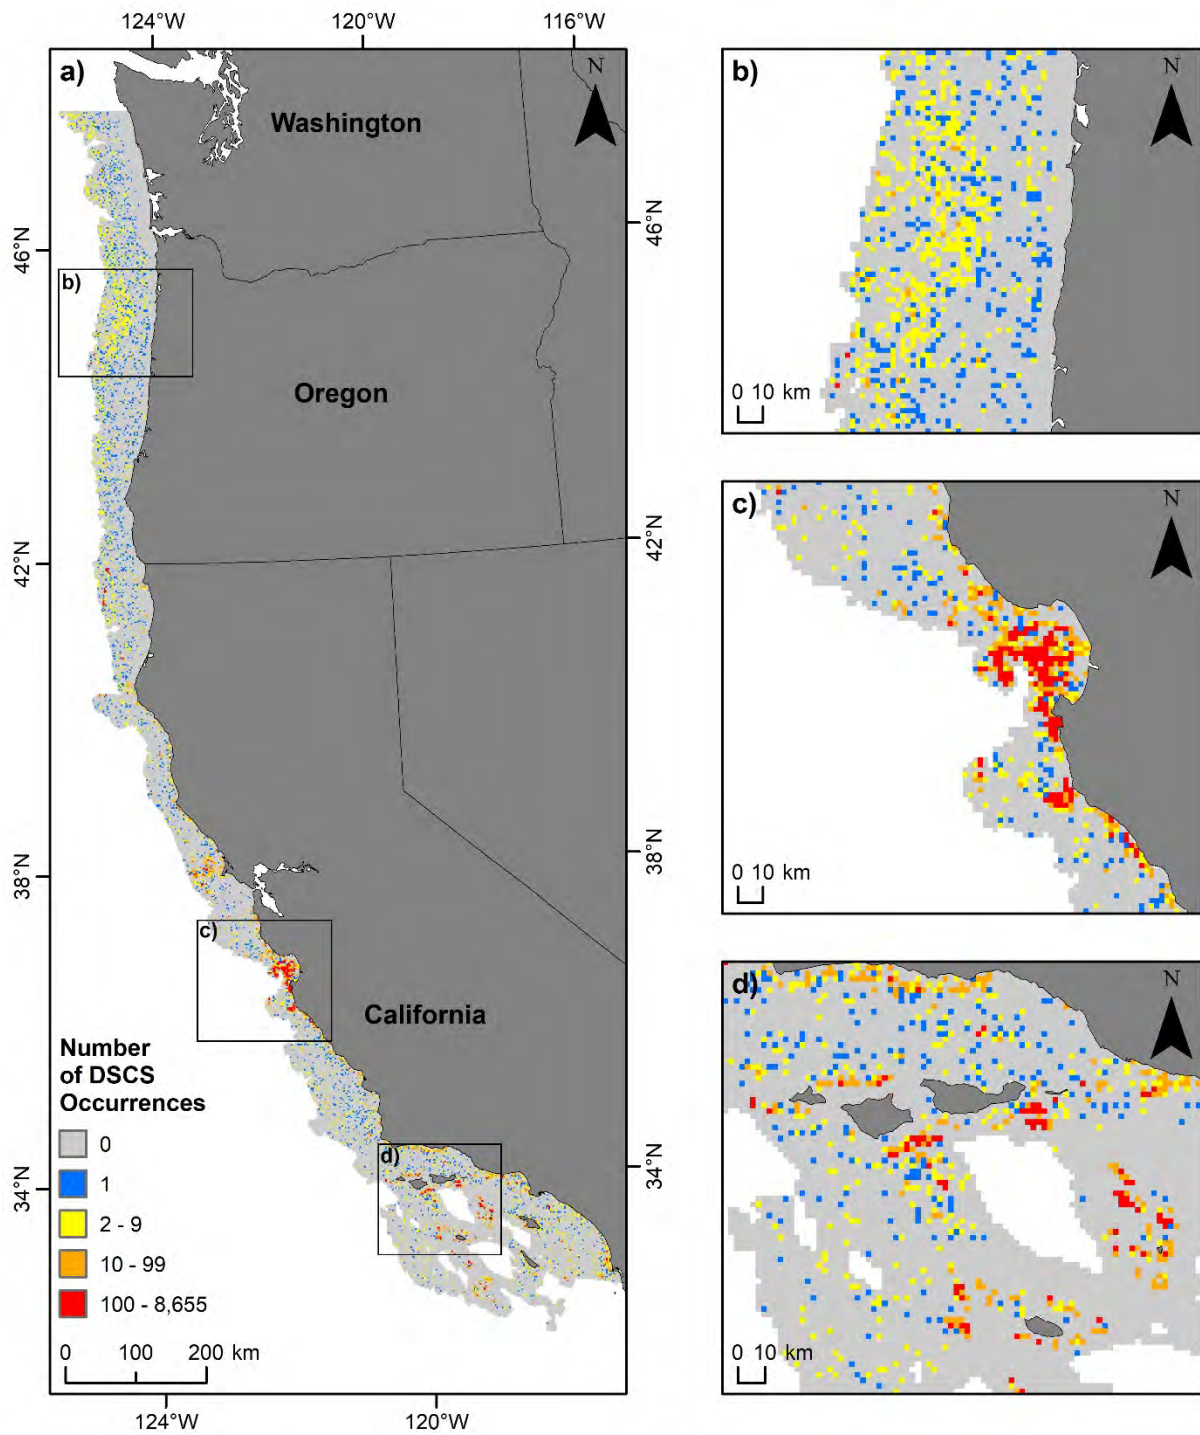 124°W 120°W 116°W
a)
N
Washington
46°N
46°N
b)
Oregon
42°N
42°N
38°N
38°N
c)
California
Number
of DSCS
Occurrences
0
1
2 - 9
10 - 99
100 - 8,655
34°N
34°N
d)
0 100 200 km
124°W 120°W
b)
N
0 10 km
c)
N
0 10 km
d)
N
0 10 km